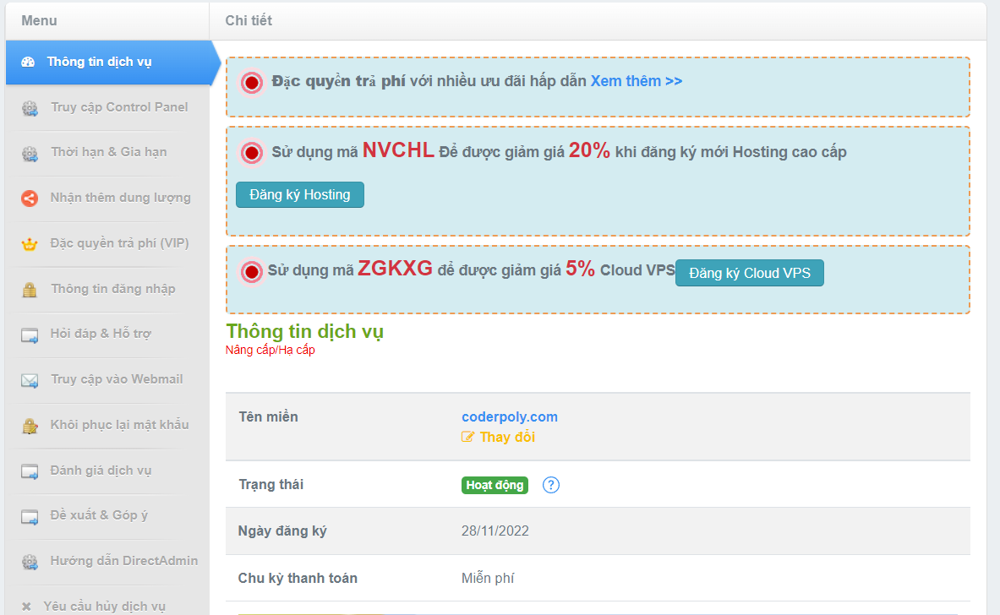 Menu
Chi tiết
Thông tin dịch vụ
Truy cập Control Panel
Thời hạn & Gia hạn
Nhận thêm dung lượng
Đặc quyền trả phí (VIP)
Thông tin đăng nhập
Hỏi đáp & Hỗ trợ
Truy cập vào Webmail
Khôi phục lại mật khẩu
Đánh giá dịch vụ
Đề xuất & Góp ý
Hướng dẫn DirectAdmin
Yêu cầu hủy dịch vụ
Đặc quyền trả phí với nhiều ưu đãi hấp dẫn Xem thêm >>
Sử dụng mã NVCHL Để được giảm giá 20% khi đăng ký mới Hosting cao cấp
Đăng ký Hosting
Sử dụng mã ZGKXG để được giảm giá 5% Cloud VPS Đăng ký Cloud VPS
Thông tin dịch vụ
Nâng cấp/Hạ cấp
Tên miền coderpoly.com
Thay đổi
Trạng thái Hoạt động ?
Ngày đăng ký 28/11/2022
Chu kỳ thanh toán Miễn phí